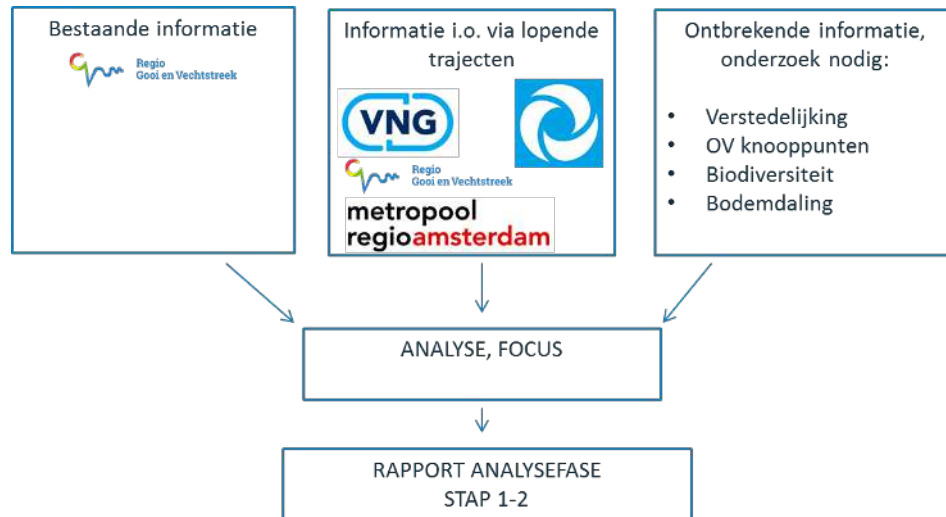 Bestaande informatie
Regio
Gooi en Vechtstreek
Informatie i.o. via lopende
trajecten
VNG
Regio
Gooi en Vechtstreek
metropool
regioamsterdam
Ontbrekende informatie,
onderzoek nodig:
• Verstedelijking
• OV knooppunten
• Biodiversiteit
• Bodemdaling
ANALYSE, FOCUS
RAPPORT ANALYSEFASE
STAP 1-2